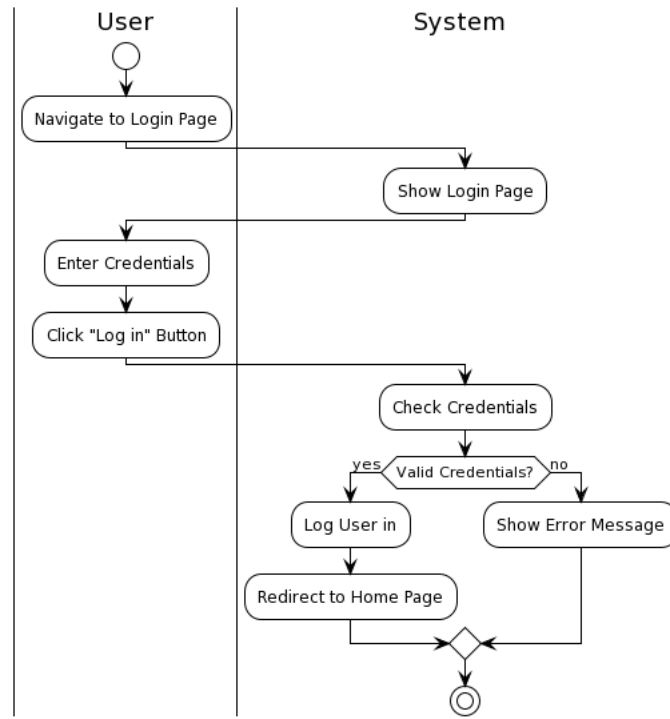 User
System
Navigate to Login Page
Show Login Page
Enter Credentials
Click "Log in" Button
Check Credentials
yes
Valid Credentials?
no
Log User in
Show Error Message
Redirect to Home Page